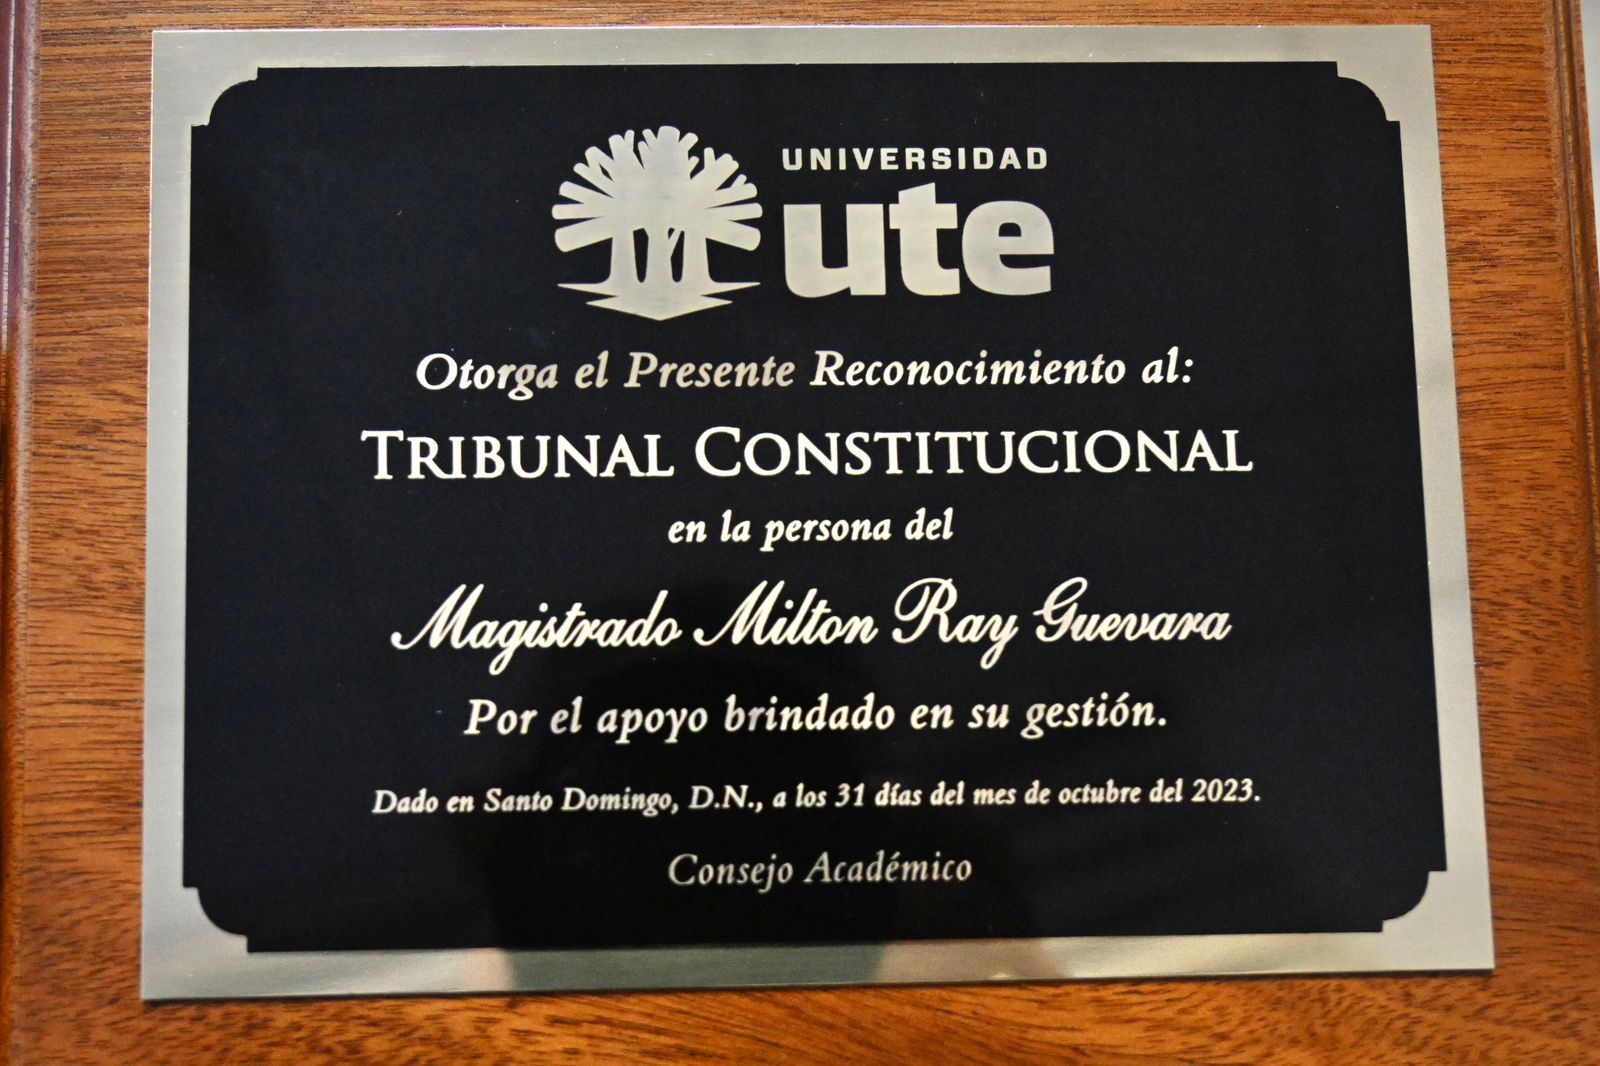 UNIVERSIDAD
ute
Otorga el Presente Reconocimiento al:
TRIBUNAL CONSTITUCIONAL
en la persona del
Magistrado Milton Ray Guevara
Por el apoyo brindado en su gestión.
Dado en Santo Domingo, D.N., a los 31 días del mes de octubre del 2023.
Consejo Académico